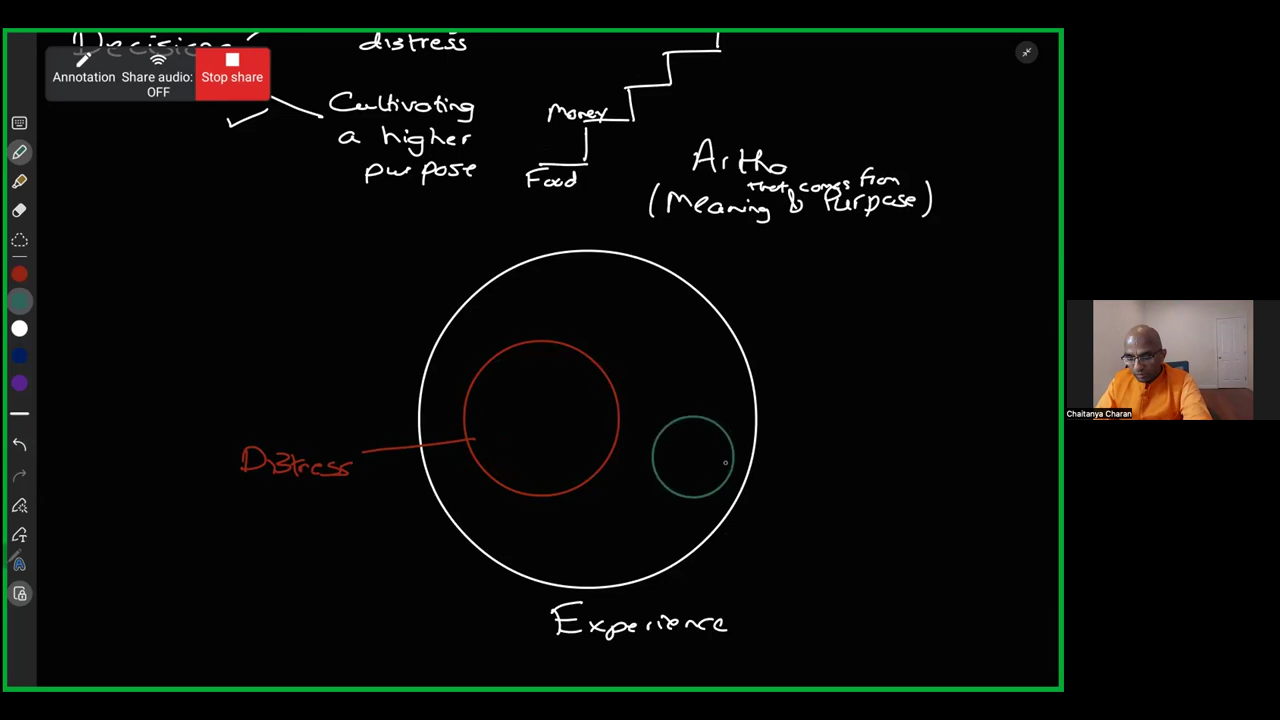 Decisions
distress
Annotation
Share audio:
OFF
Stop share
Cultivating
a higher
purpose
Money
Food
Artha
that comes from
(Meaning & Purpose)
Distress
Experience
Chaitanya Charan